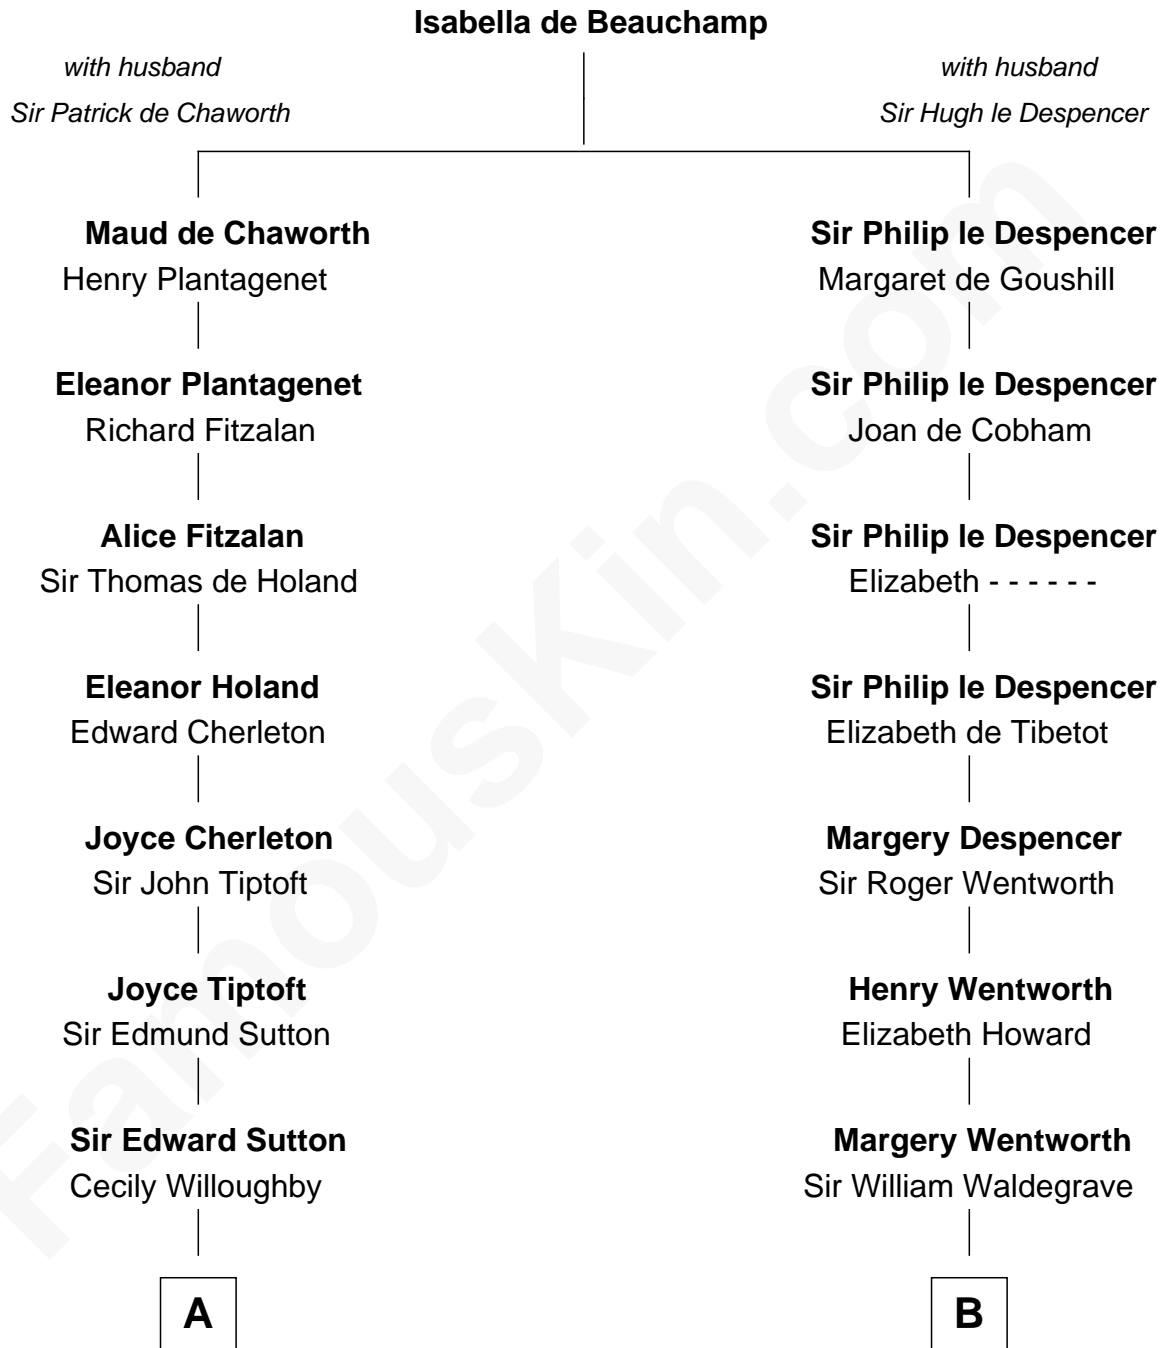 Isabella de Beauchamp
with husband
Sir Patrick de Chaworth
with husband
Sir Hugh le Despencer
Maud de Chaworth
Henry Plantagenet
Sir Philip le Despencer
Margaret de Goushill
Eleanor Plantagenet
Richard Fitzalan
Sir Philip le Despencer
Joan de Cobham
Alice Fitzalan
Sir Thomas de Holand
Sir Philip le Despencer
Elizabeth - - - - - -
Eleanor Holand
Edward Cherleton
Sir Philip le Despencer
Elizabeth de Tibetot
Joyce Cherleton
Sir John Tiptoft
Margery Despencer
Sir Roger Wentworth
Joyce Tiptoft
Sir Edmund Sutton
Henry Wentworth
Elizabeth Howard
Sir Edward Sutton
Cecily Willoughby
Margery Wentworth
Sir William Waldegrave
A
B
FamousKin.com